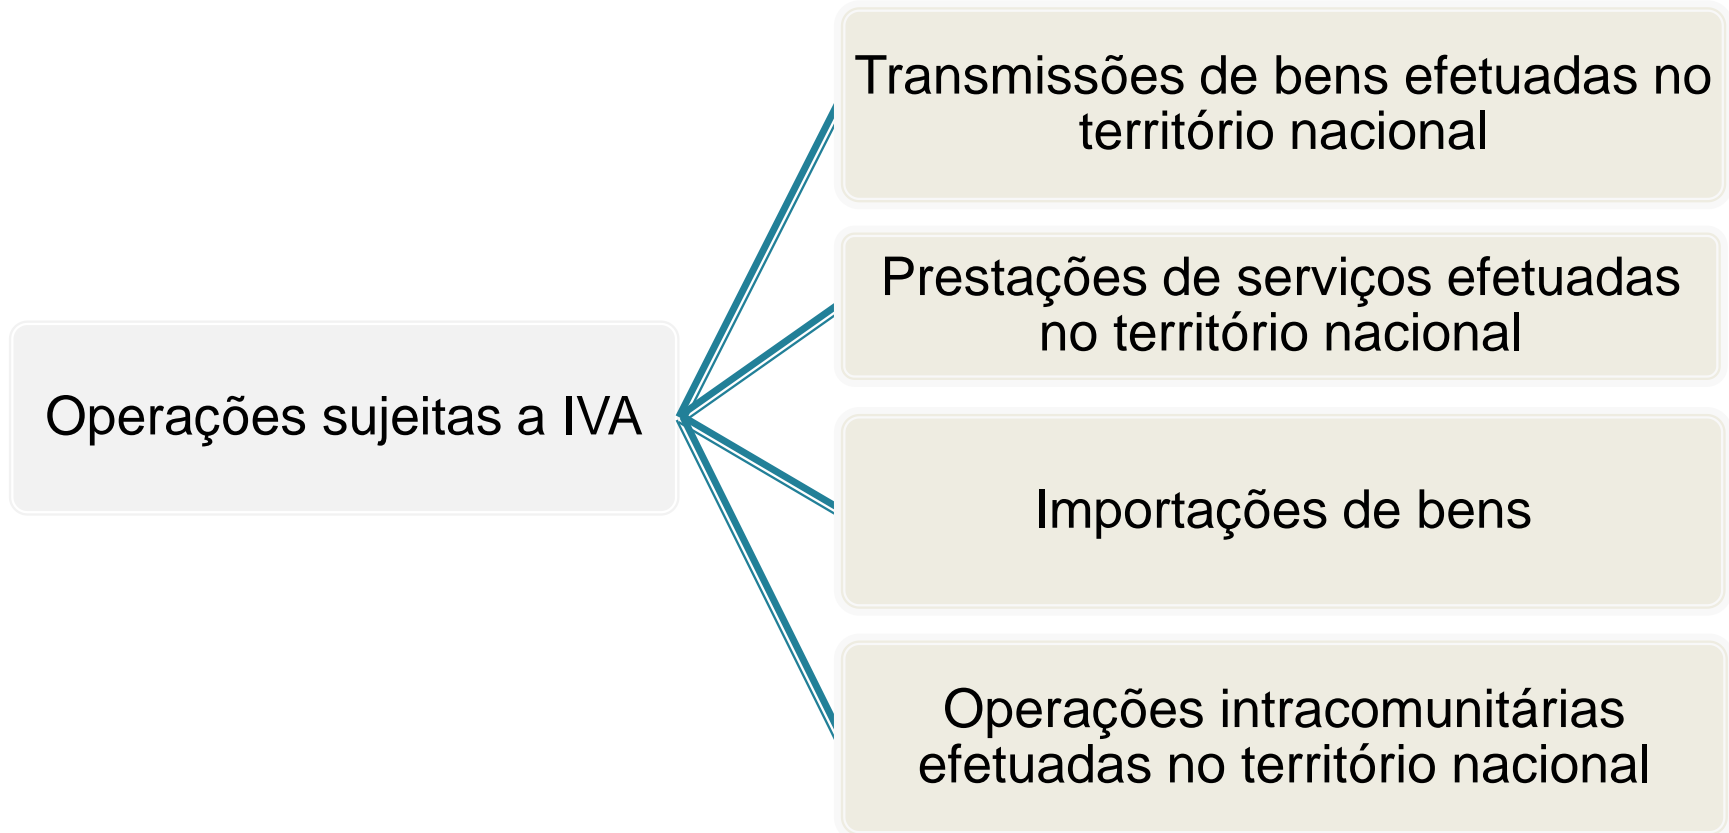 Operações sujeitas a IVA
Transmissões de bens efetuadas no
território nacional
Prestações de serviços efetuadas
no território nacional
Importações de bens
Operações intracomunitárias
efetuadas no território nacional